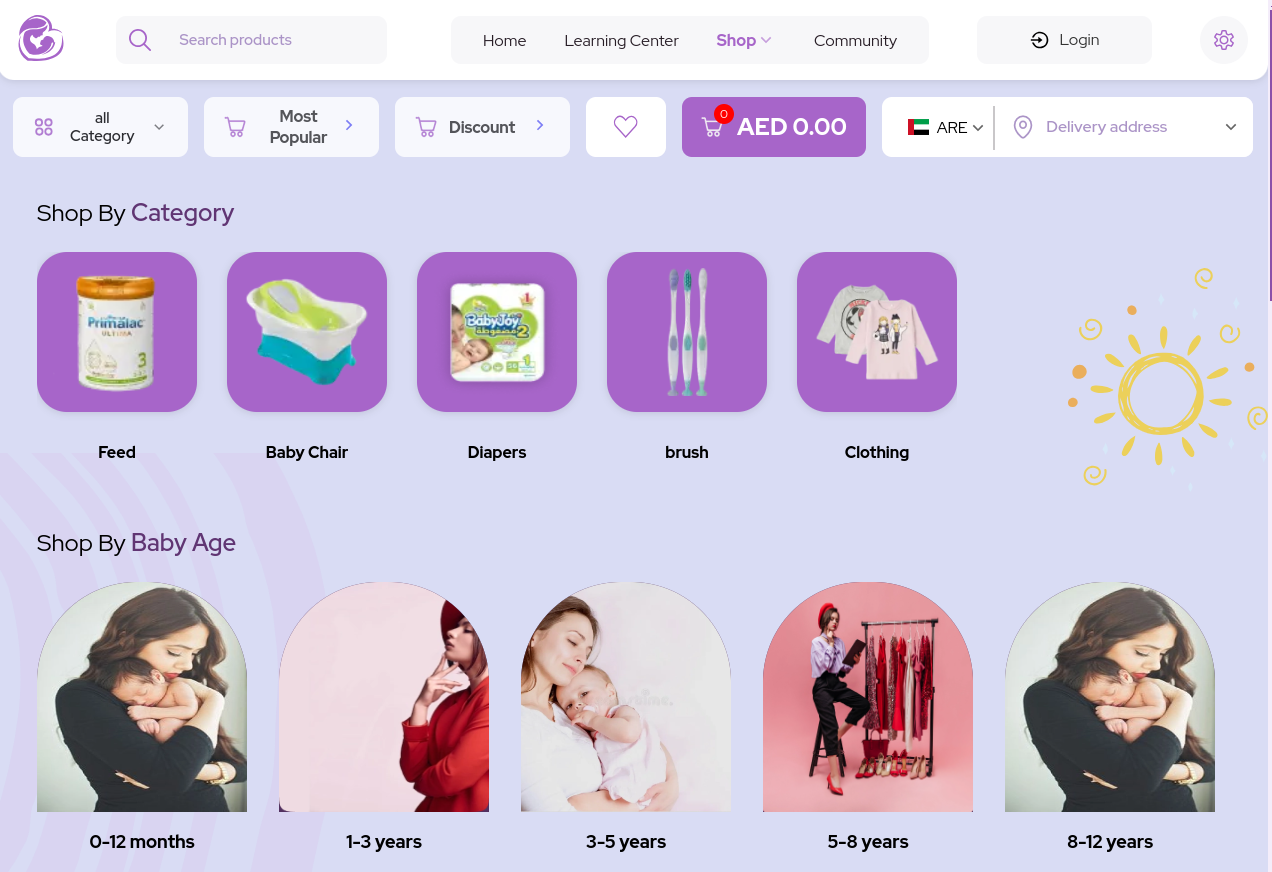 Search products
Home
Learning Center
Shop
Community
Login
all
Category
Most
Popular
Discount
0
AED 0.00
ARE
Delivery address
Shop By Category
Primalac
ULTIMA
3
BabyJoy
2
1
Feed
Baby Chair
Diapers
brush
Clothing
Shop By Baby Age
0-12 months
1-3 years
3-5 years
5-8 years
8-12 years